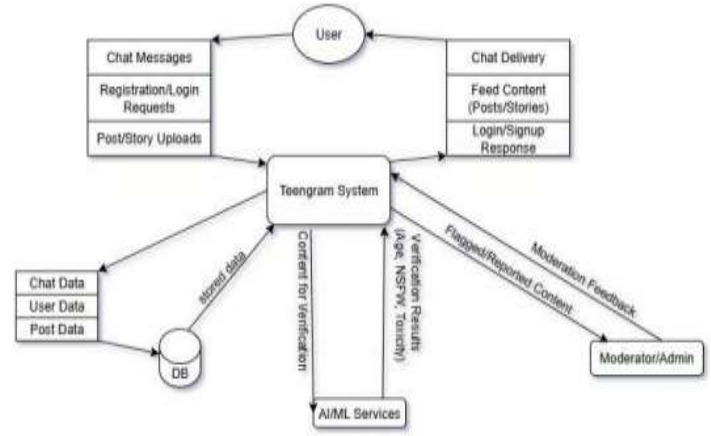 User
Chat Messages
Registration/Login
Requests
Post/Story Uploads
Chat Delivery
Feed Content
(Posts/Stories)
Login/Signup
Response
Teengram System
Chat Data
User Data
Post Data
stored data
DB
Content for Verification
Verification Results
(Age, NSFW, Toxicity)
AI/ML Services
Flagged/Reported Content
Moderation Feedback
Moderator/Admin